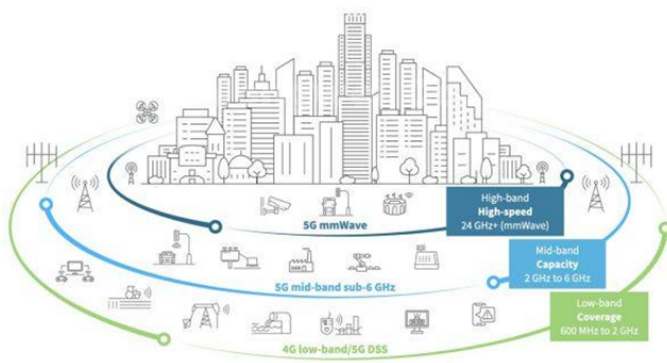 High-band
High-speed
24 GHz+ (mmWave)
5G mmWave
Mid-band
Capacity
2 GHz to 6 GHz
5G mid-band sub-6 GHz
Low-band
Coverage
600 MHz to 2 GHz
4G low-band/5G DSS